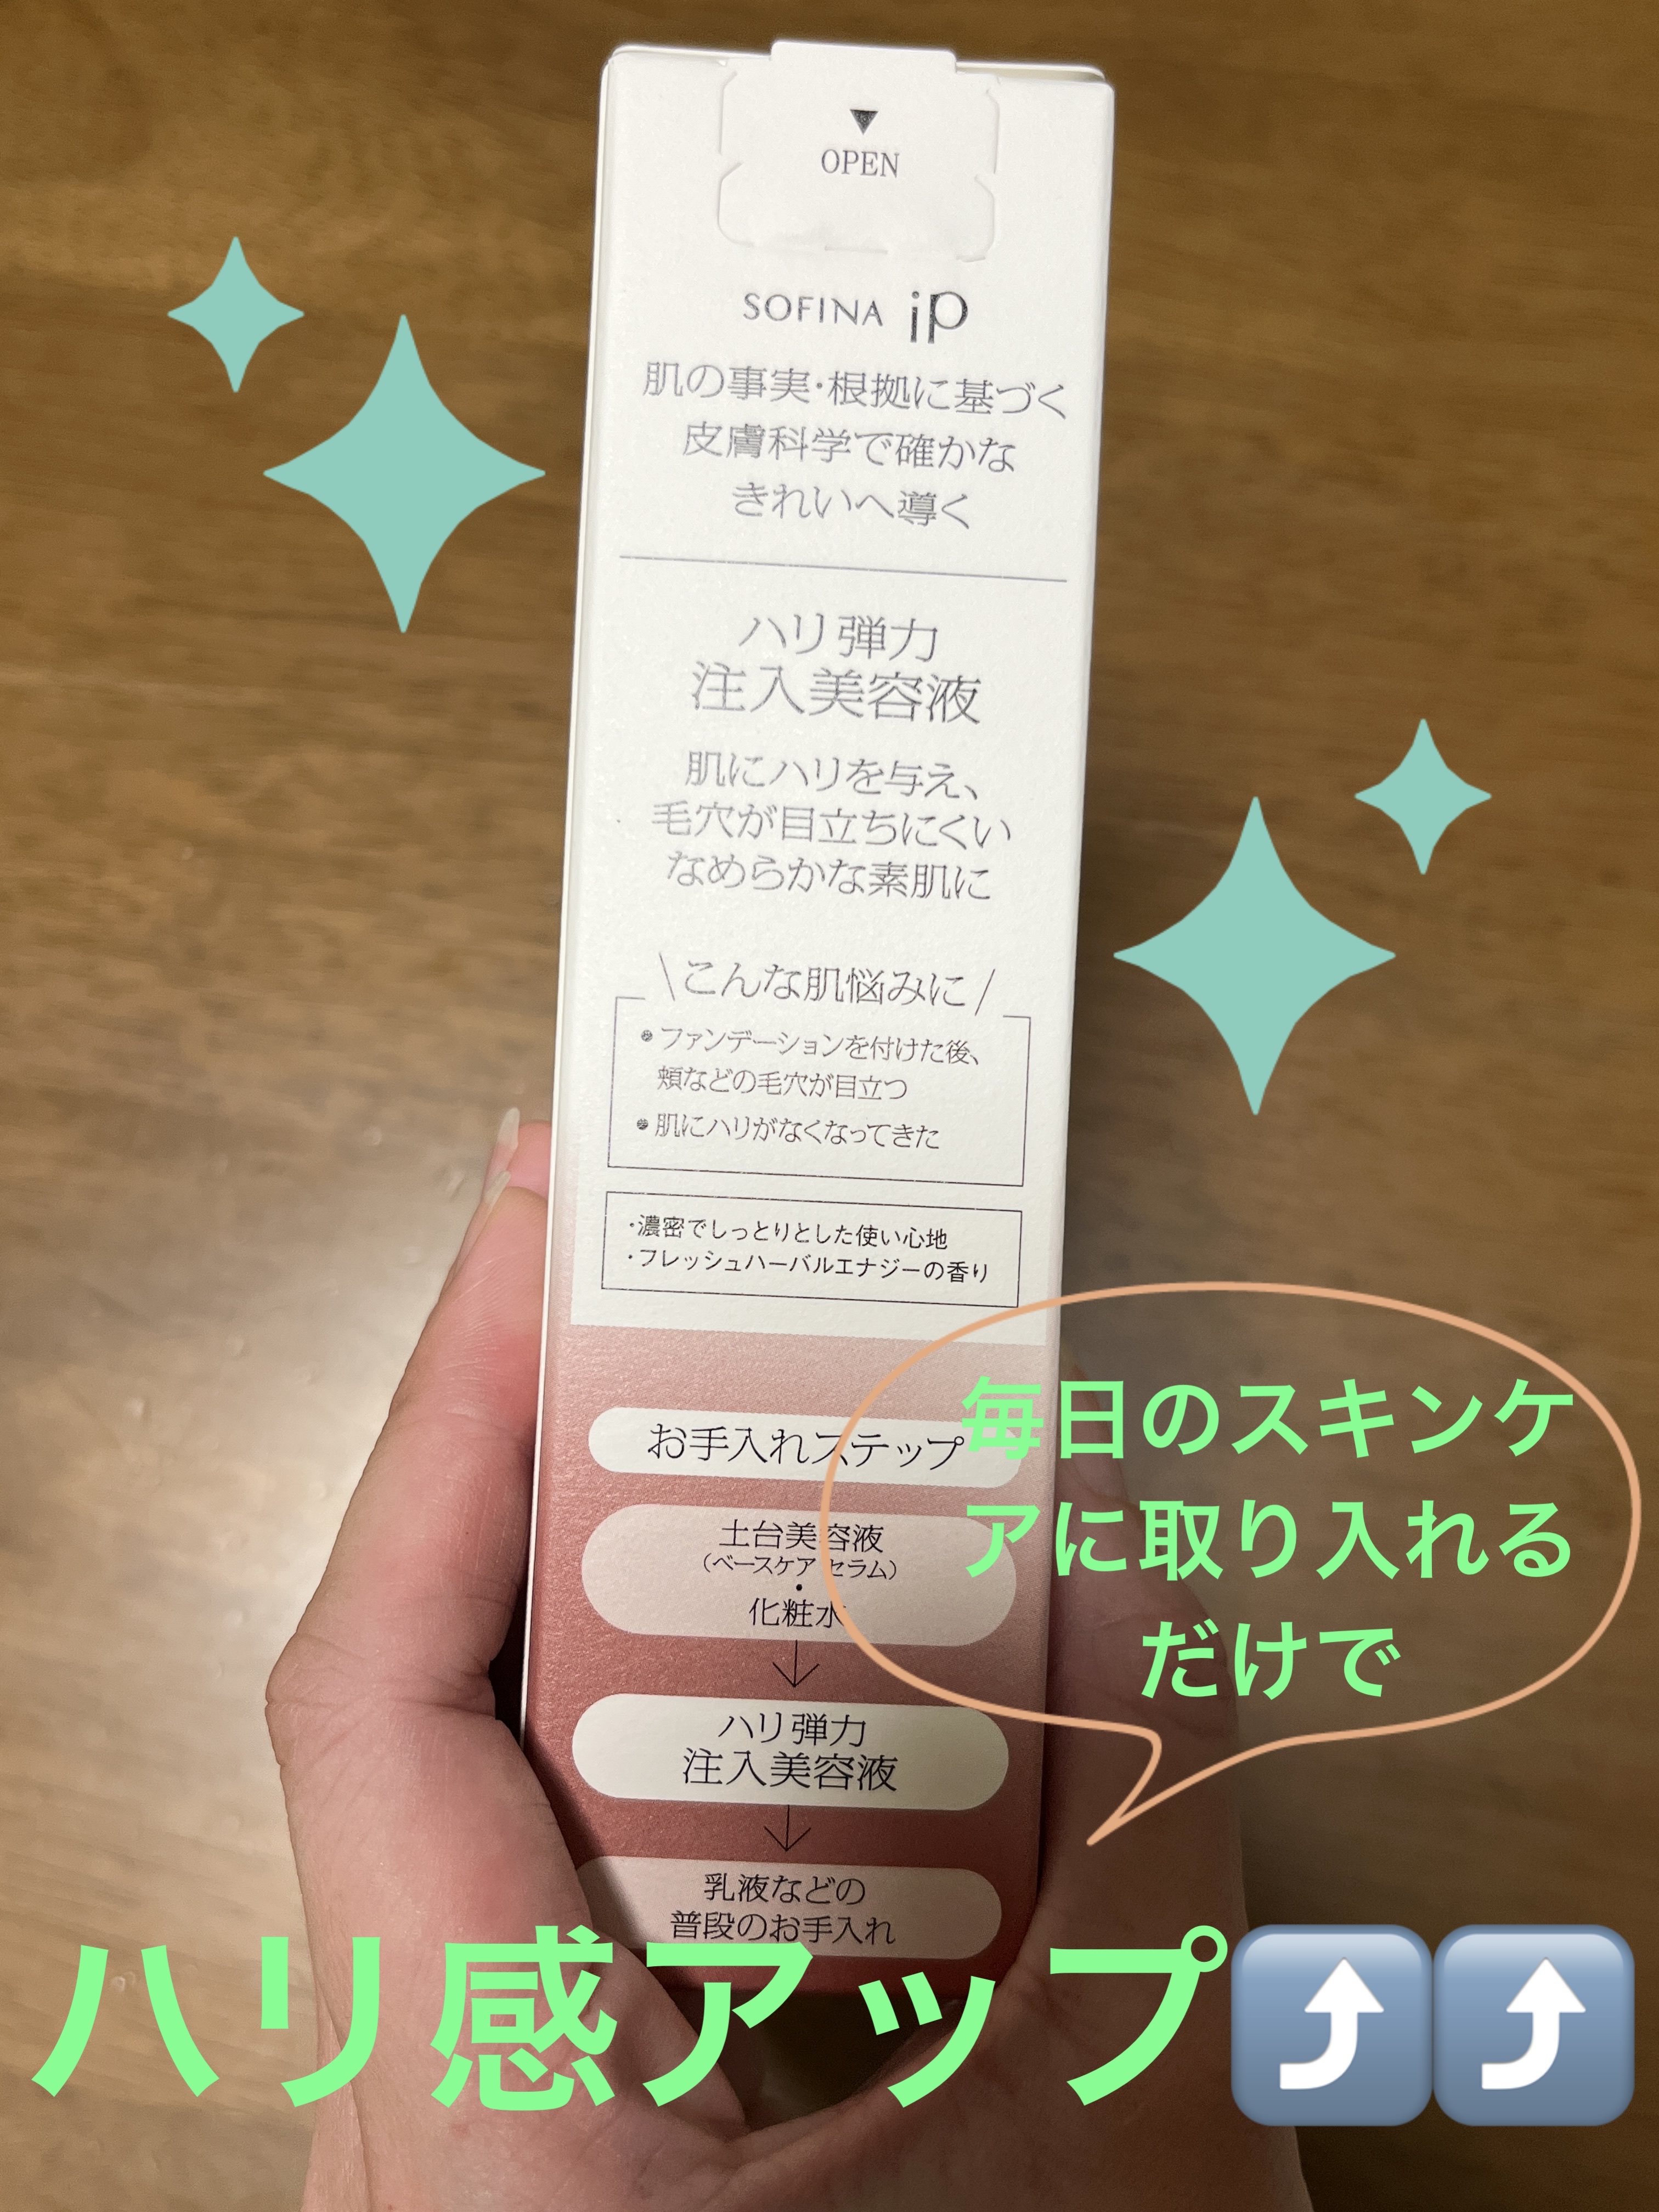 OPEN
SOFINA iP
肌の事実・根拠に基づく
皮膚科学で確かな
きれいへ導く
ハリ弾力
注入美容液
肌にハリを与え、
毛穴が目立ちにくい
なめらかな素肌に
\こんな肌悩みに/
●ファンデーションを付けた後、
頬などの毛穴が目立つ
●肌にハリがなくなってきた
・濃密でしっとりとした使い心地
・フレッシュハーバルエナジーの香り
お手入れステップ
土台美容液
(ベースケア セラム)
・
化粧水
ハリ弾力
注入美容液
乳液などの
普段のお手入れ
毎日のスキンケ
アに取り入れる
だけで
ハリ感アップ⤴⤴